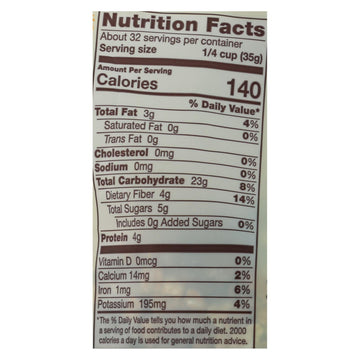 Nutrition Facts
About 32 servings per container
Serving size 1/4 cup (35g)
Amount Per Serving
Calories 140
% Daily Value*
Total Fat 3g 4%
Saturated Fat 0g 0%
Trans Fat 0g
Cholesterol 0mg 0%
Sodium 0mg 0%
Total Carbohydrate 23g 8%
Dietary Fiber 4g 14%
Total Sugars 5g
Includes 0g Added Sugars 0%
Protein 4g
Vitamin D 0mcg 0%
Calcium 14mg 2%
Iron 1mg 6%
Potassium 195mg 4%
*The % Daily Value tells you how much a nutrient in
a serving of food contributes to a daily diet. 2000
calories a day is used for general nutrition advice.